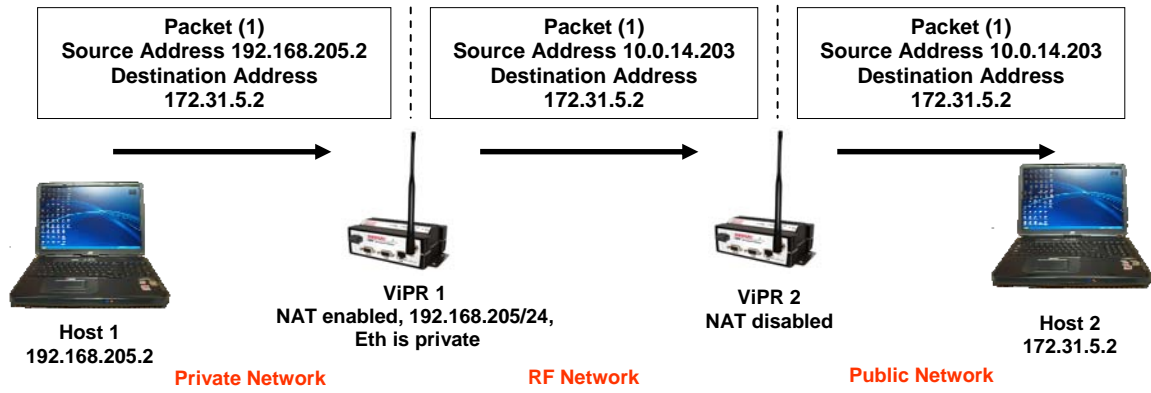 Packet (1)
Source Address 192.168.205.2
Destination Address
172.31.5.2
Packet (1)
Source Address 10.0.14.203
Destination Address
172.31.5.2
Packet (1)
Source Address 10.0.14.203
Destination Address
172.31.5.2
Host 1
192.168.205.2
ViPR 1
NAT enabled, 192.168.205/24,
Eth is private
ViPR 2
NAT disabled
Host 2
172.31.5.2
Private Network
RF Network
Public Network